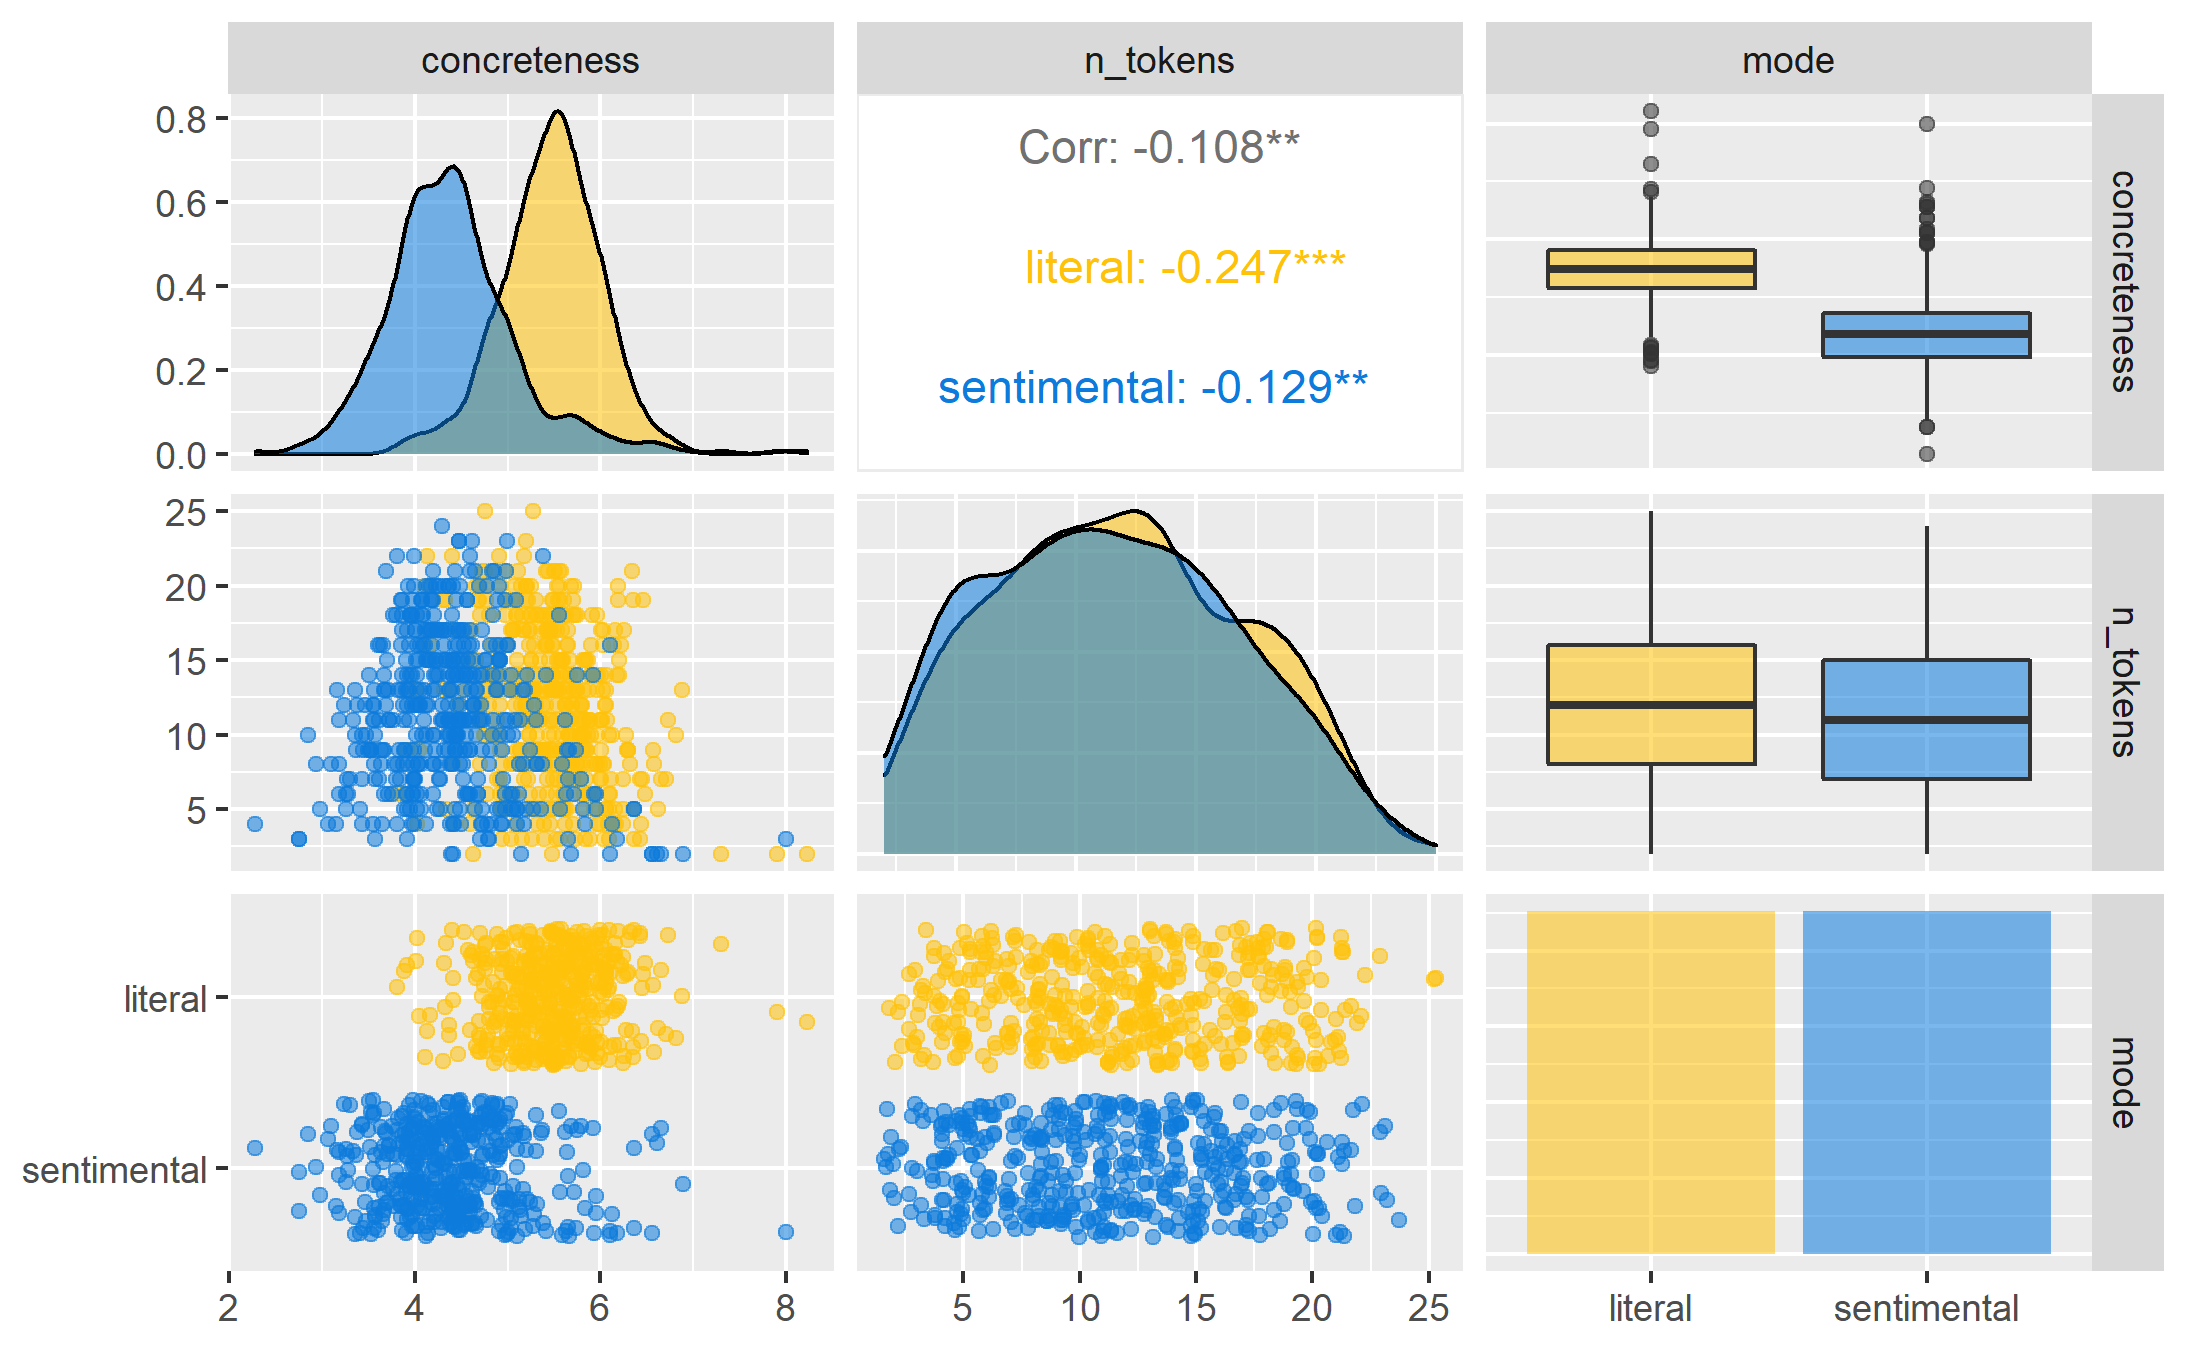 concreteness
n_tokens
mode
0.8
0.6
0.4
0.2
0.0
Corr: -0.108**
literal: -0.247***
sentimental: -0.129**
concreteness
25
20
15
10
5
n_tokens
literal
sentimental
mode
2
4
6
8
5
10
15
20
25
literal
sentimental